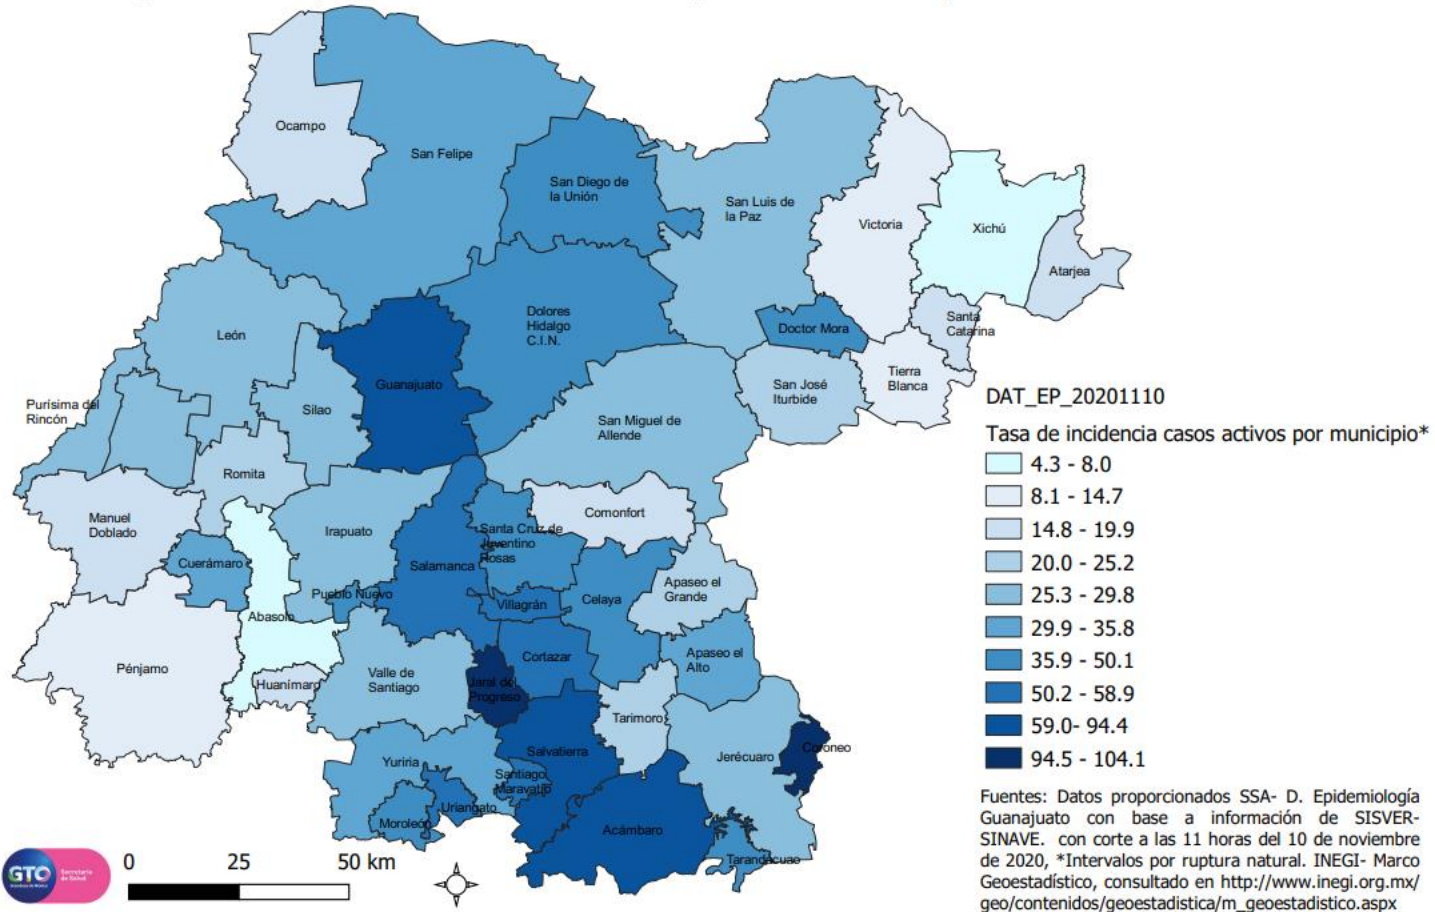 Ocampo
San Felipe
San Diego de
la Unión
San Luis de
la Paz
Victoria
Xichú
Atarjea
León
Dolores
Hidalgo
C.I.N.
Doctor Mora
Santa
Catarina
Guanajuato
Tierra
Blanca
San José
Iturbide
Purísima del
Rincón
Silao
San Miguel de
Allende
Romita
Manuel
Doblado
Irapuato
Comonfort
Santa Cruz de
Juventino
Rosas
Cuerámaro
Salamanca
Apaseo el
Grande
Pueblo Nuevo
Villagrán
Celaya
Abasolo
Pénjamo
Huanímaro
Valle de
Santiago
Cortazar
Apaseo el
Alto
Jaral del
Progreso
Tarimoro
Salvatierra
Jerécuaro
Coroneo
Yuriria
Santiago
Maravatío
Uriangato
Moroleón
Acámbaro
Tarandacuao
DAT_EP_20201110
Tasa de incidencia casos activos por municipio*
4.3 - 8.0
8.1 - 14.7
14.8 - 19.9
20.0 - 25.2
25.3 - 29.8
29.9 - 35.8
35.9 - 50.1
50.2 - 58.9
59.0- 94.4
94.5 - 104.1
Fuentes: Datos proporcionados SSA- D. Epidemiología
Guanajuato con base a información de SISVER-
SINAVE. con corte a las 11 horas del 10 de noviembre
de 2020, *Intervalos por ruptura natural. INEGI- Marco
Geoestadístico, consultado en http://www.inegi.org.mx/
geo/contenidos/geoestadistica/m_geoestadistico.aspx
GTO
Secretaría
de Salud
0 25 50 km